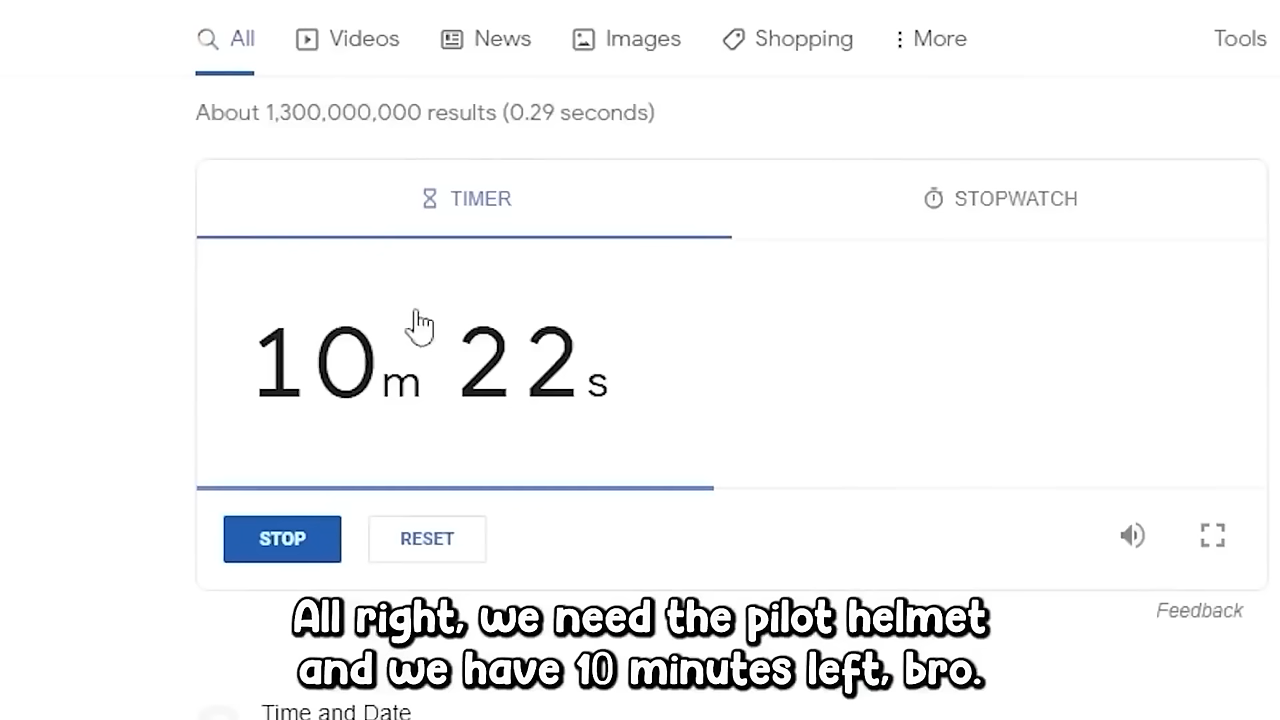 All Videos News Images Shopping More Tools
About 1,300,000,000 results (0.29 seconds)
TIMER STOPWATCH
10m 22s
STOP RESET
Feedback
All right, we need the pilot helmet
and we have 10 minutes left, bro.
Time and Date